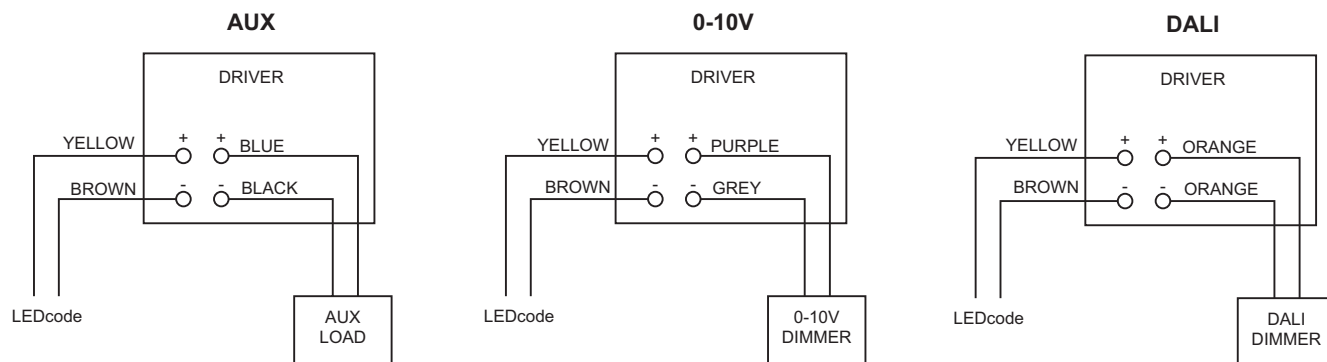 AUX
DRIVER
YELLOW + + BLUE
BROWN - - BLACK
LEDcode
AUX
LOAD
0-10V
DRIVER
YELLOW + + PURPLE
BROWN - - GREY
LEDcode
0-10V
DIMMER
DALI
DRIVER
YELLOW + + ORANGE
BROWN - - ORANGE
LEDcode
DALI
DIMMER